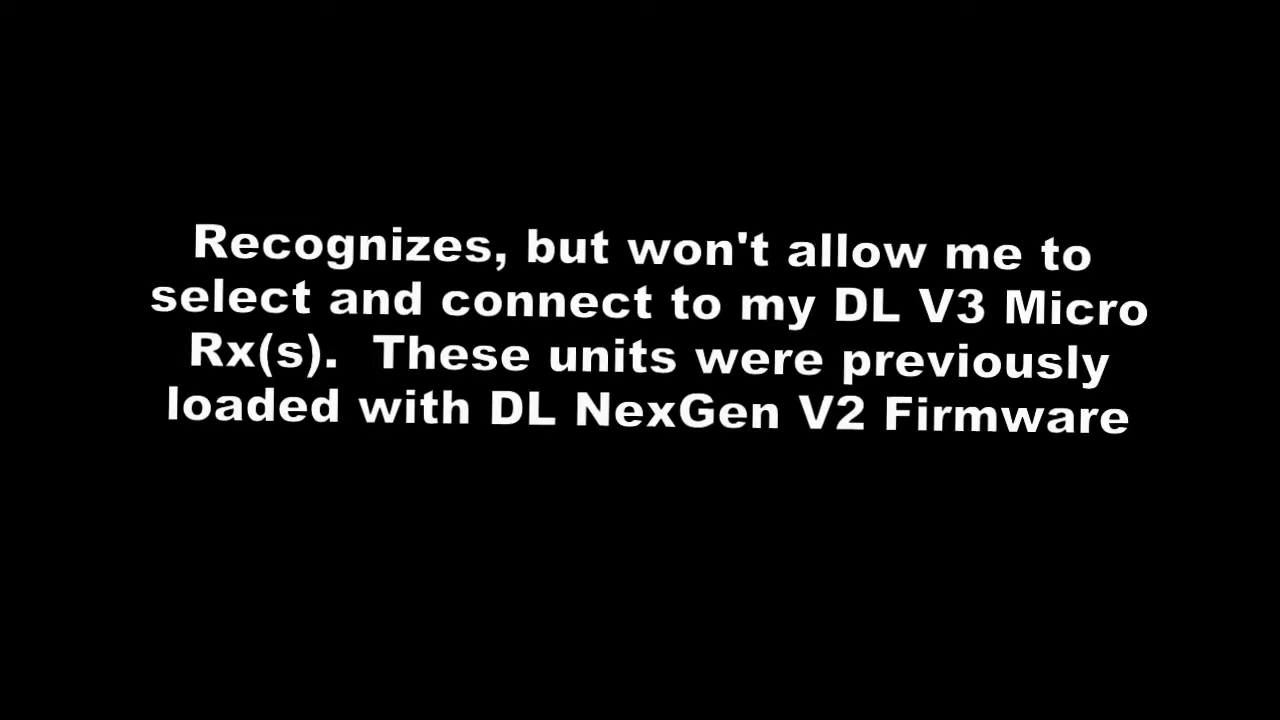 Recognizes, but won't allow me to
select and connect to my DL V3 Micro
Rx(s).  These units were previously
loaded with DL NexGen V2 Firmware